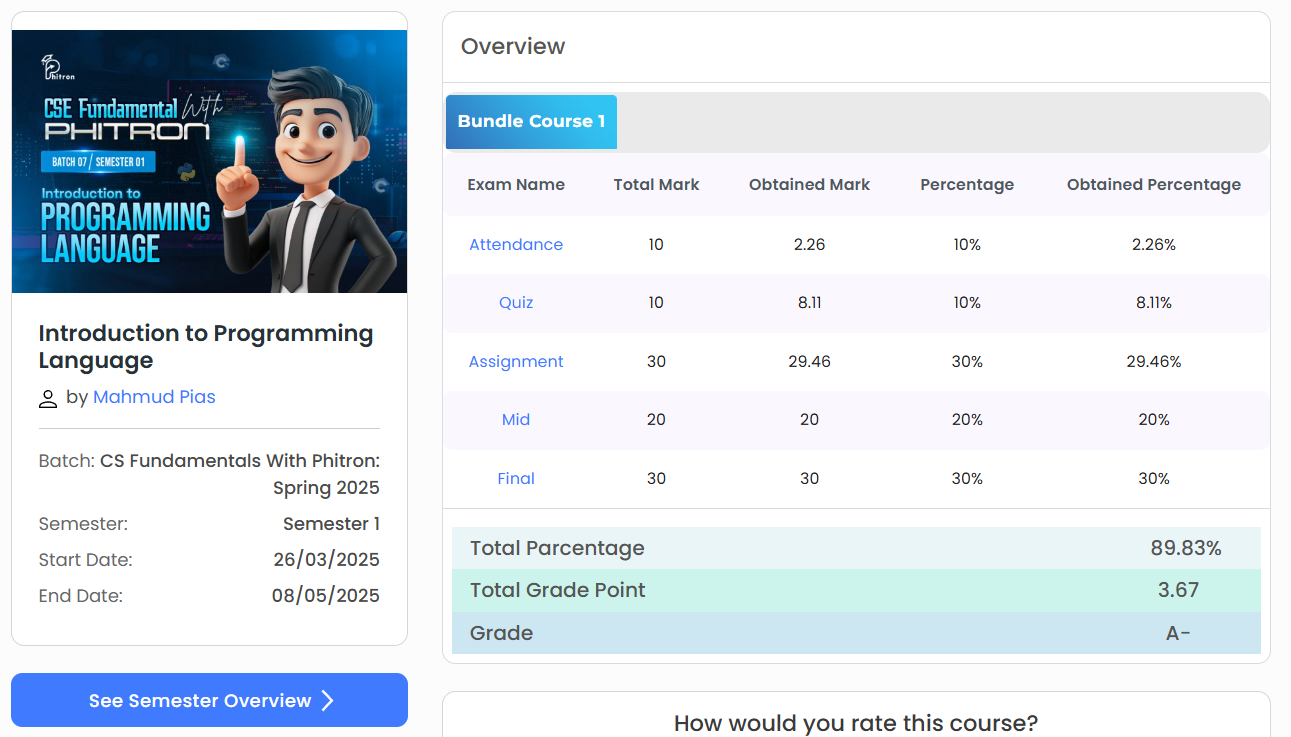 Phitron
CSE Fundamental With
PHITRON
BATCH 07 / SEMESTER 01
Introduction to
PROGRAMMING
LANGUAGE
Introduction to Programming
Language
by Mahmud Pias
Batch: CS Fundamentals With Phitron:
Spring 2025
Semester: Semester 1
Start Date: 26/03/2025
End Date: 08/05/2025
See Semester Overview
Overview
Bundle Course 1
Exam Name Total Mark Obtained Mark Percentage Obtained Percentage
Attendance 10 2.26 10% 2.26%
Quiz 10 8.11 10% 8.11%
Assignment 30 29.46 30% 29.46%
Mid 20 20 20% 20%
Final 30 30 30% 30%
Total Parcentage 89.83%
Total Grade Point 3.67
Grade A-
How would you rate this course?